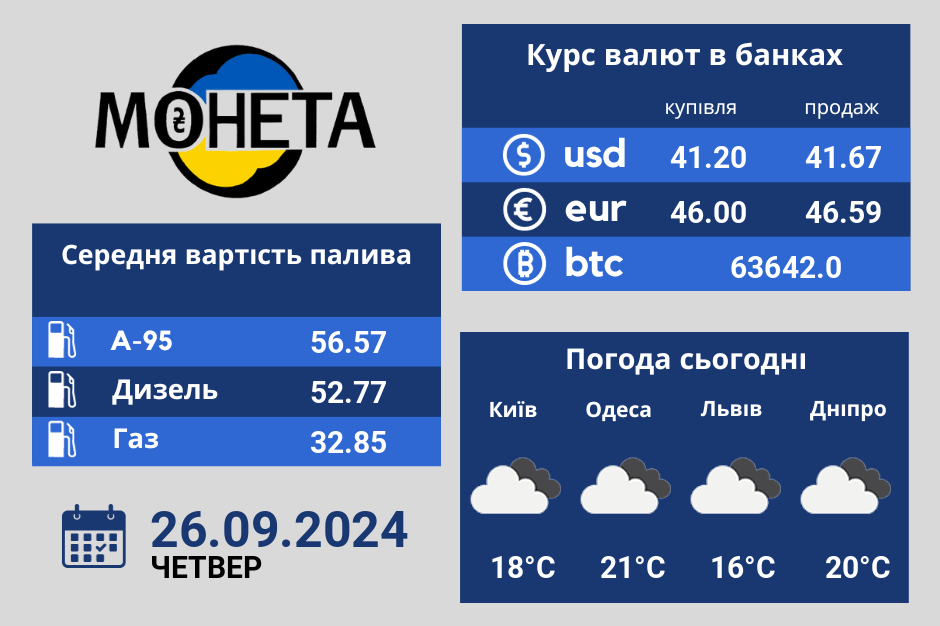 МОНЕТА
Курс валют в банках
купівля продаж
usd 41.20 41.67
eur 46.00 46.59
btc 63642.0
Середня вартість палива
А-95 56.57
Дизель 52.77
Газ 32.85
26.09.2024
ЧЕТВЕР
Погода сьогодні
Київ Одеса Львів Дніпро
18°C 21°C 16°C 20°C